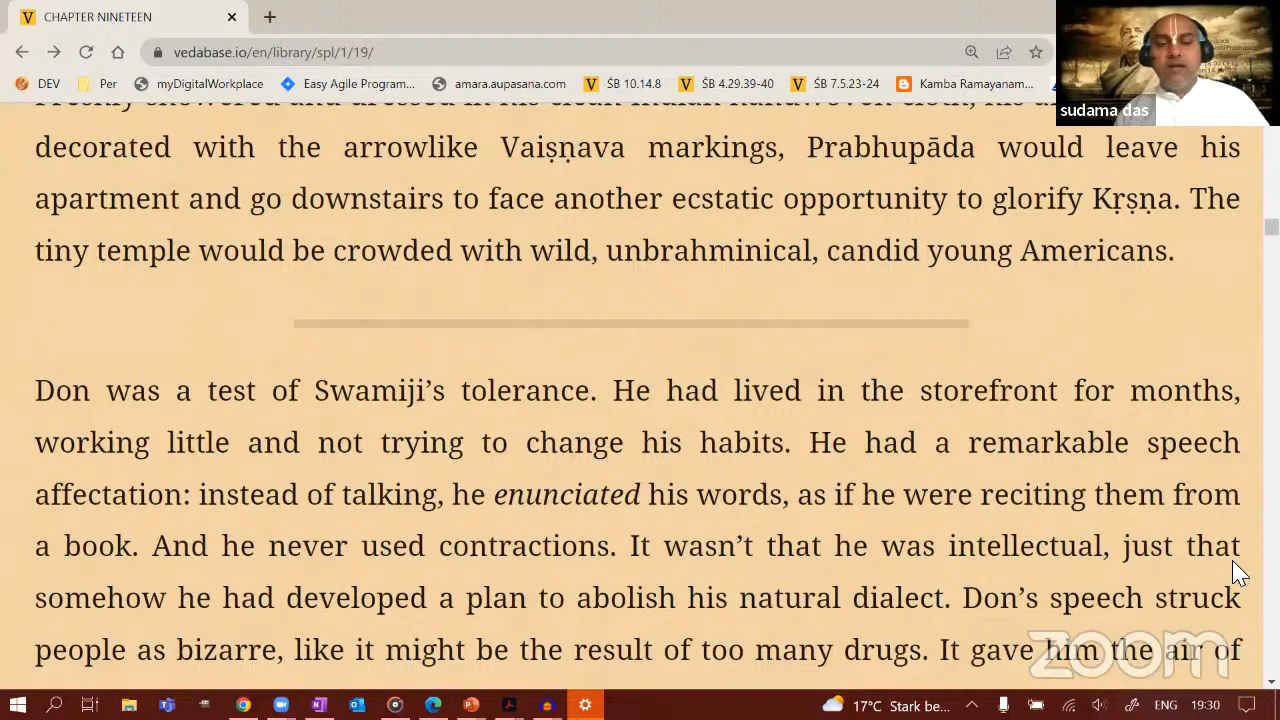 CHAPTER NINETEEN
vedabase.io/en/library/spl/1/19/
DEV Per myDigitalWorkplace Easy Agile Program... amara.aupasana.com ŚB 10.14.8 ŚB 4.29.39-40 ŚB 7.5.23-24 Kamba Ramayanam...
sudama das
decorated with the arrowlike Vaiṣṇava markings, Prabhupāda would leave his
apartment and go downstairs to face another ecstatic opportunity to glorify Kṛṣṇa. The
tiny temple would be crowded with wild, unbrahminical, candid young Americans.
Don was a test of Swamiji’s tolerance. He had lived in the storefront for months,
working little and not trying to change his habits. He had a remarkable speech
affectation: instead of talking, he enunciated his words, as if he were reciting them from
a book. And he never used contractions. It wasn’t that he was intellectual, just that
somehow he had developed a plan to abolish his natural dialect. Don’s speech struck
people as bizarre, like it might be the result of too many drugs. It gave him the air of
zoom
17°C Stark be... ENG 19:30